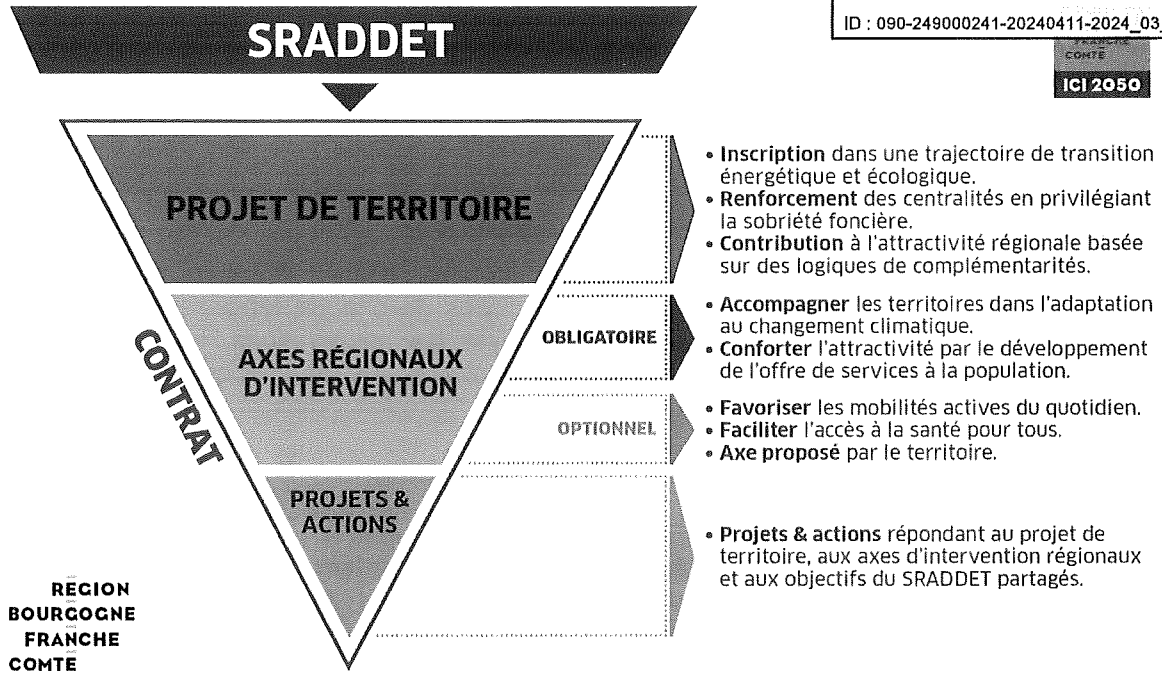 SRADDET
ID : 090-249000241-20240411-2024_03_
FRANCHE
COMTE
ICI 2050
PROJET DE TERRITOIRE
• Inscription dans une trajectoire de transition
énergétique et écologique.
• Renforcement des centralités en privilégiant
la sobriété foncière.
• Contribution à l'attractivité régionale basée
sur des logiques de complémentarités.
CONTRAT
AXES RÉGIONAUX
D'INTERVENTION
OBLIGATOIRE
• Accompagner les territoires dans l'adaptation
au changement climatique.
• Conforter l'attractivité par le développement
de l'offre de services à la population.
OPTIONNEL
• Favoriser les mobilités actives du quotidien.
• Faciliter l'accès à la santé pour tous.
• Axe proposé par le territoire.
PROJETS &
ACTIONS
• Projets & actions répondant au projet de
territoire, aux axes d'intervention régionaux
et aux objectifs du SRADDET partagés.
REGION
BOURGOGNE
FRANCHE
COMTE